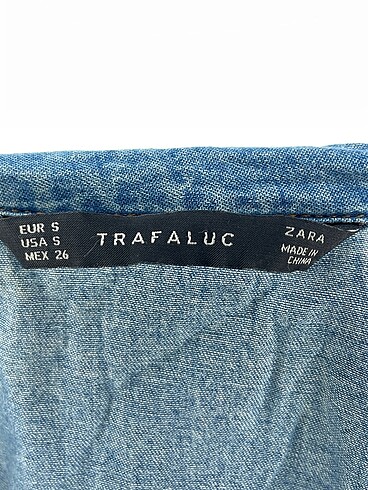 EUR S
USA S
MEX 26
TRAFALUC
ZARA
MADE IN
CHINA